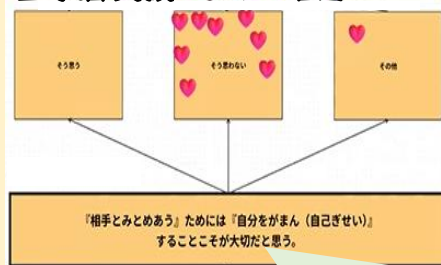 そう思う
そう思わない
その他
『相手とみとめあう』ためには『自分をがまん（自己ぎせい）』
することこそが大切だと思う。